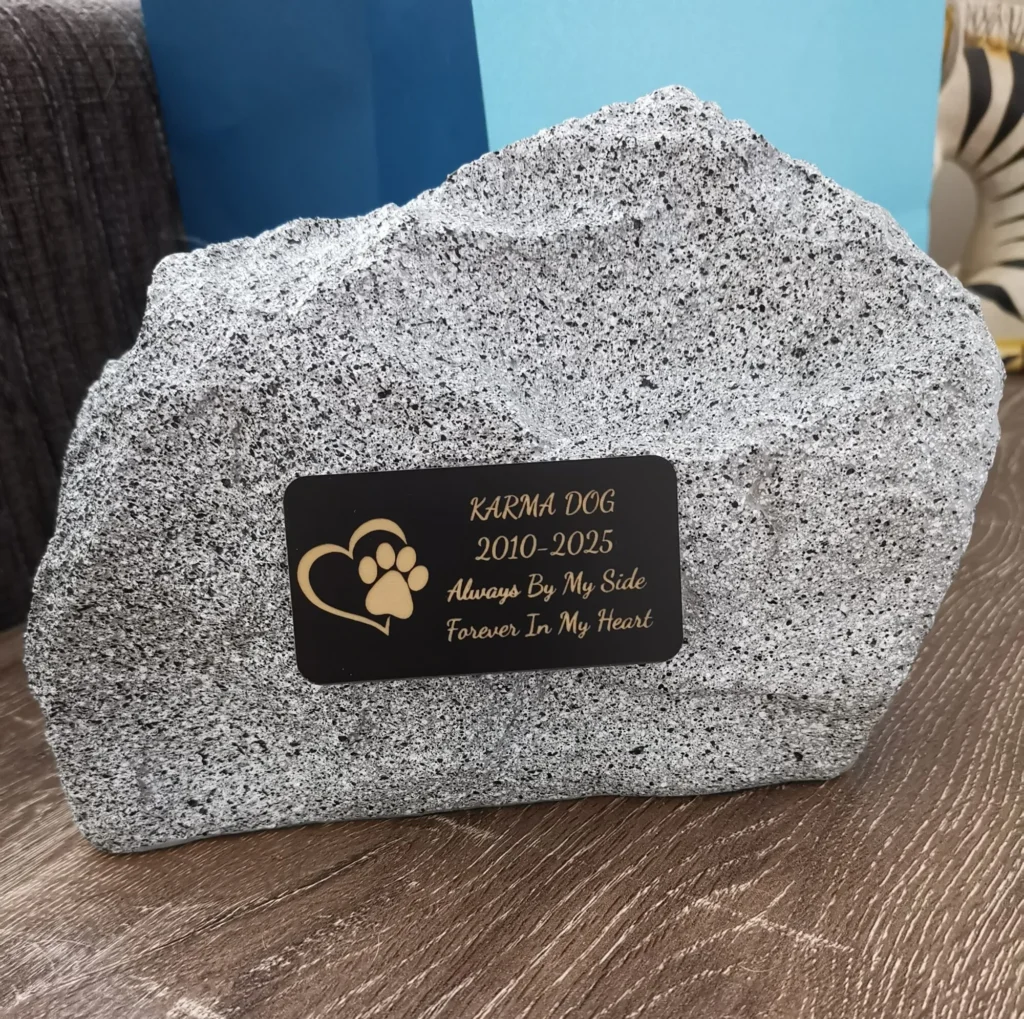 KARMA DOG
2010-2025
Always By My Side
Forever In My Heart